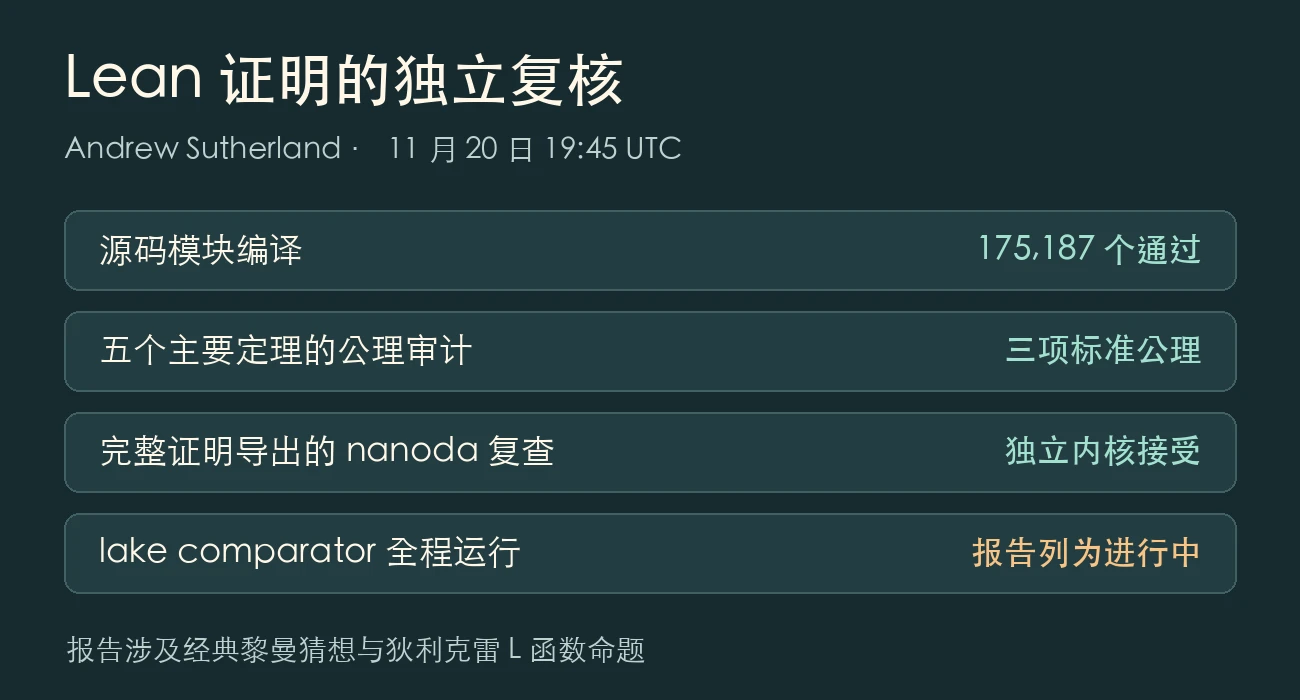 Lean 证明的独立复核
Andrew Sutherland · 11 月 20 日 19:45 UTC
源码模块编译 175,187 个通过
五个主要定理的公理审计 三项标准公理
完整证明导出的 nanoda 复查 独立内核接受
lake comparator 全程运行 报告列为进行中
报告涉及经典黎曼猜想与狄利克雷 L 函数命题